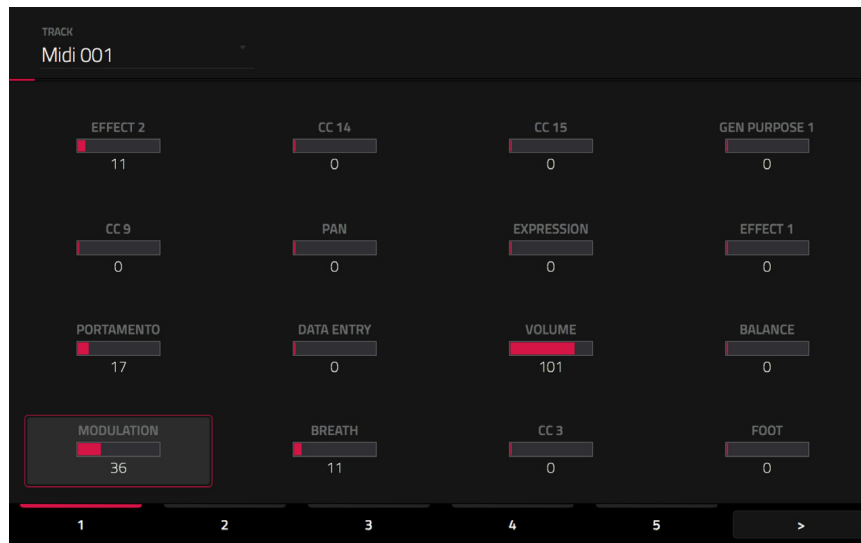 TRACK
Midi 001
EFFECT 2 CC 14 CC 15 GEN PURPOSE 1
11 0 0 0
CC 9 PAN EXPRESSION EFFECT 1
0 0 0 0
PORTAMENTO DATA ENTRY VOLUME BALANCE
17 0 101 0
MODULATION BREATH CC 3 FOOT
36 11 0 0
1 2 3 4 5 >